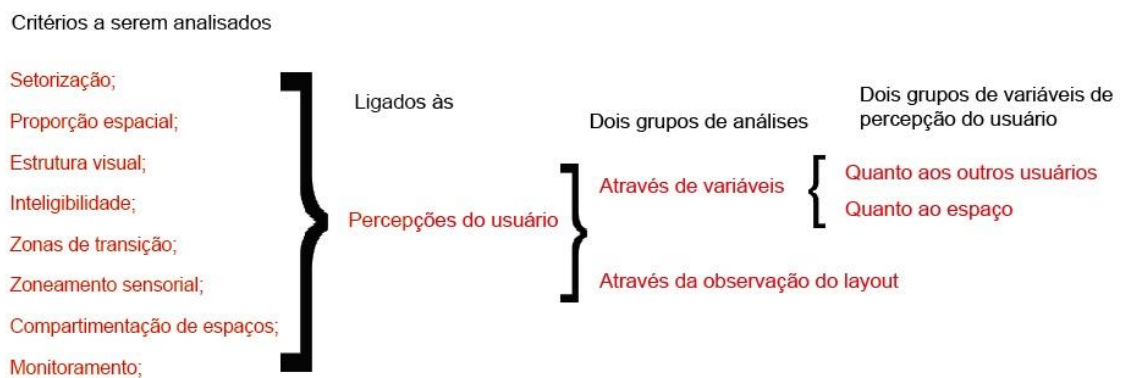 Critérios a serem analisados
Setorização;
Proporção espacial;
Estrutura visual;
Inteligibilidade;
Zonas de transição;
Zoneamento sensorial;
Compartimentação de espaços;
Monitoramento;
Ligados às
Percepções do usuário
Dois grupos de análises
Através de variáveis
Através da observação do layout
Dois grupos de variáveis de
percepção do usuário
Quanto aos outros usuários
Quanto ao espaço